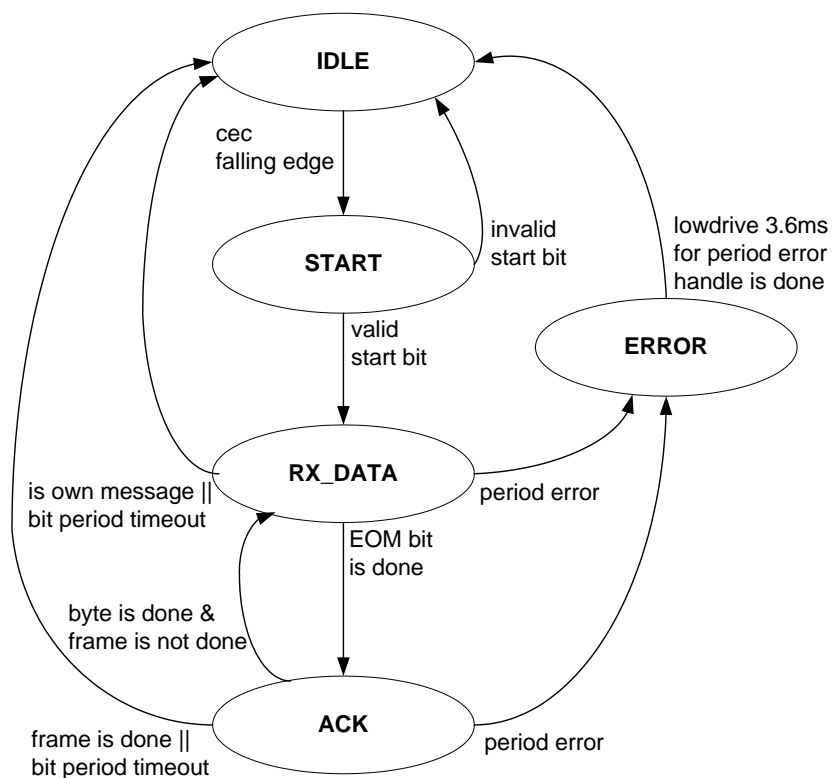 IDLE
cec
falling edge
invalid
start bit
lowdrive 3.6ms
for period error
handle is done
START
valid
start bit
ERROR
RX_DATA
is own message ||
bit period timeout
period error
EOM bit
is done
byte is done &
frame is not done
ACK
frame is done ||
bit period timeout
period error